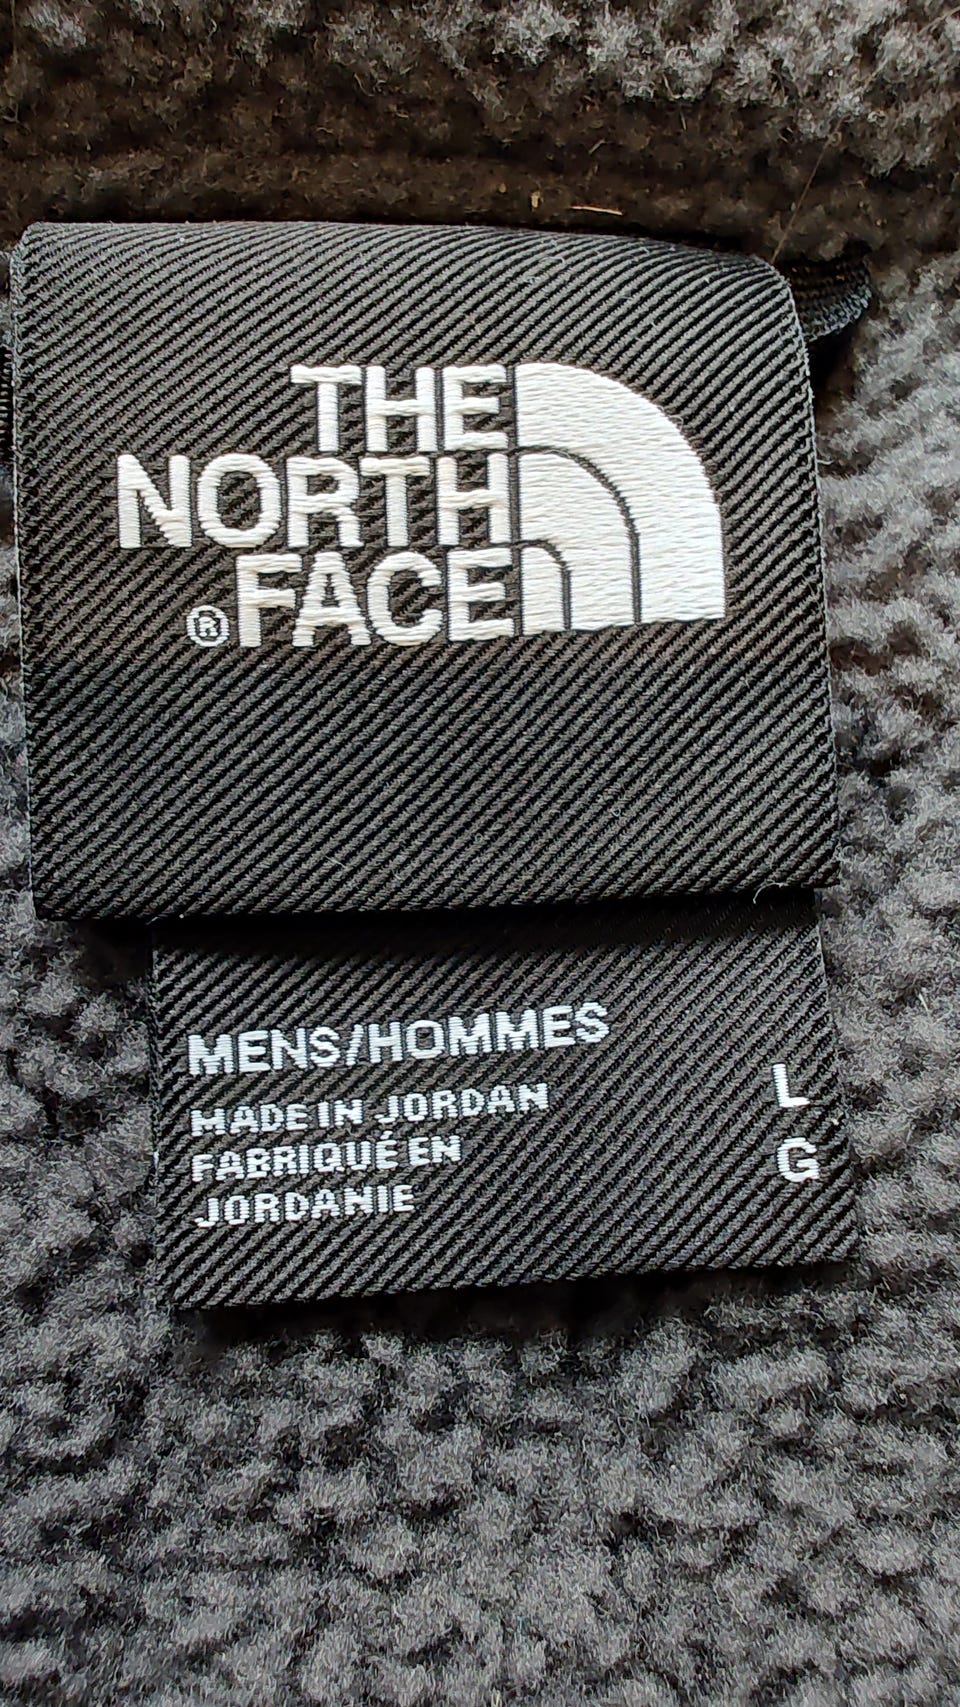 THE
NORTH
®FACE
MENS/HOMMES
MADE IN JORDAN
FABRIQUÉ EN
JORDANIE
L
G